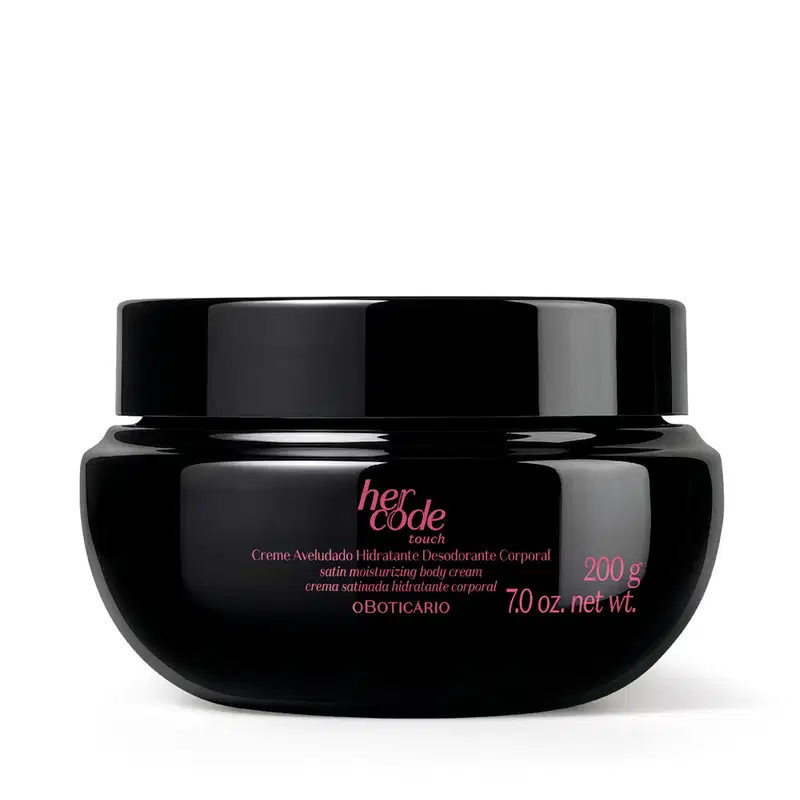 her
code
touch
Creme Aveludado Hidratante Desodorante Corporal
satin moisturizing body cream
crema satinada hidratante corporal
OBOTICÁRIO
200 g
7.0 oz. net wt.